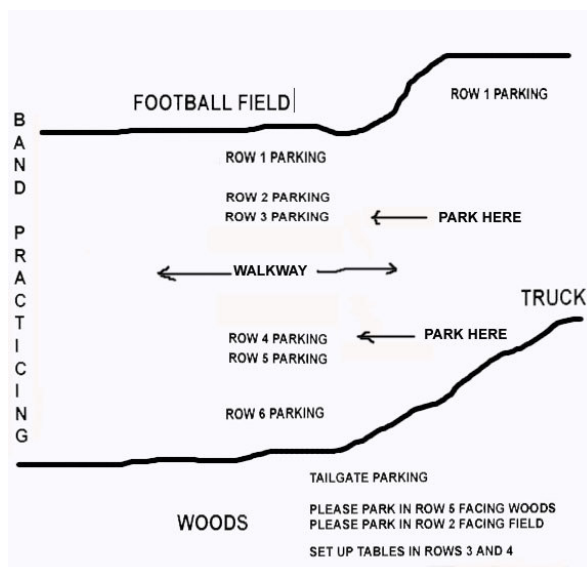 FOOTBALL FIELD
ROW 1 PARKING
BAND PRACTICING
ROW 1 PARKING
ROW 2 PARKING
ROW 3 PARKING
PARK HERE
WALKWAY
TRUCK
ROW 4 PARKING
PARK HERE
ROW 5 PARKING
ROW 6 PARKING
WOODS
TAILGATE PARKING
PLEASE PARK IN ROW 5 FACING WOODS
PLEASE PARK IN ROW 2 FACING FIELD
SET UP TABLES IN ROWS 3 AND 4